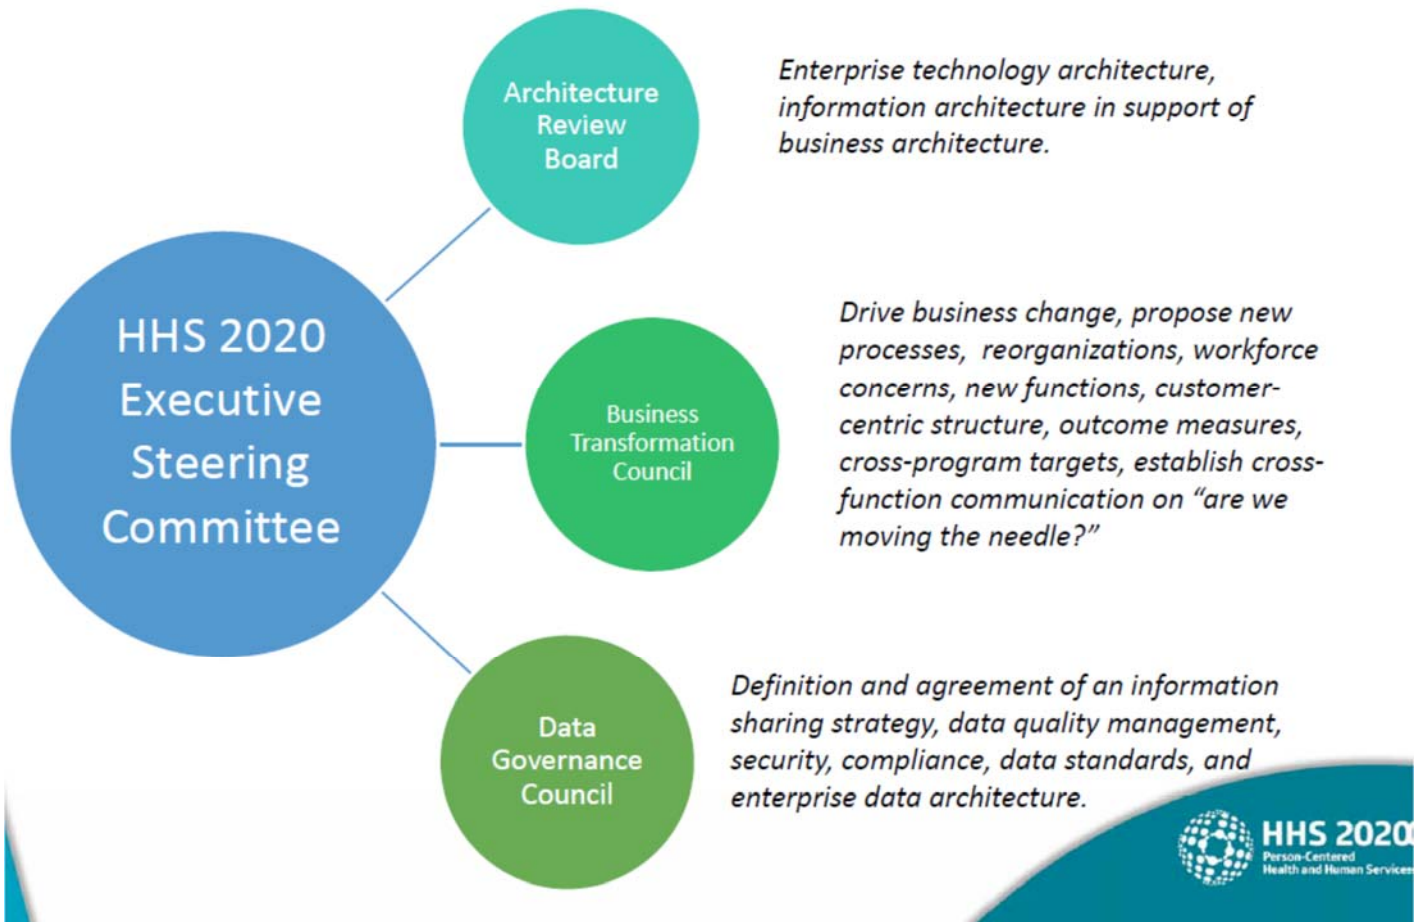 Architecture
Review
Board
Enterprise technology architecture,
information architecture in support of
business architecture.
HHS 2020
Executive
Steering
Committee
Business
Transformation
Council
Drive business change, propose new
processes,  reorganizations, workforce
concerns, new functions, customer-
centric structure, outcome measures,
cross-program targets, establish cross-
function communication on “are we
moving the needle?”
Data
Governance
Council
Definition and agreement of an information
sharing strategy, data quality management,
security, compliance, data standards, and
enterprise data architecture.
HHS 2020
Person-Centered
Health and Human Services